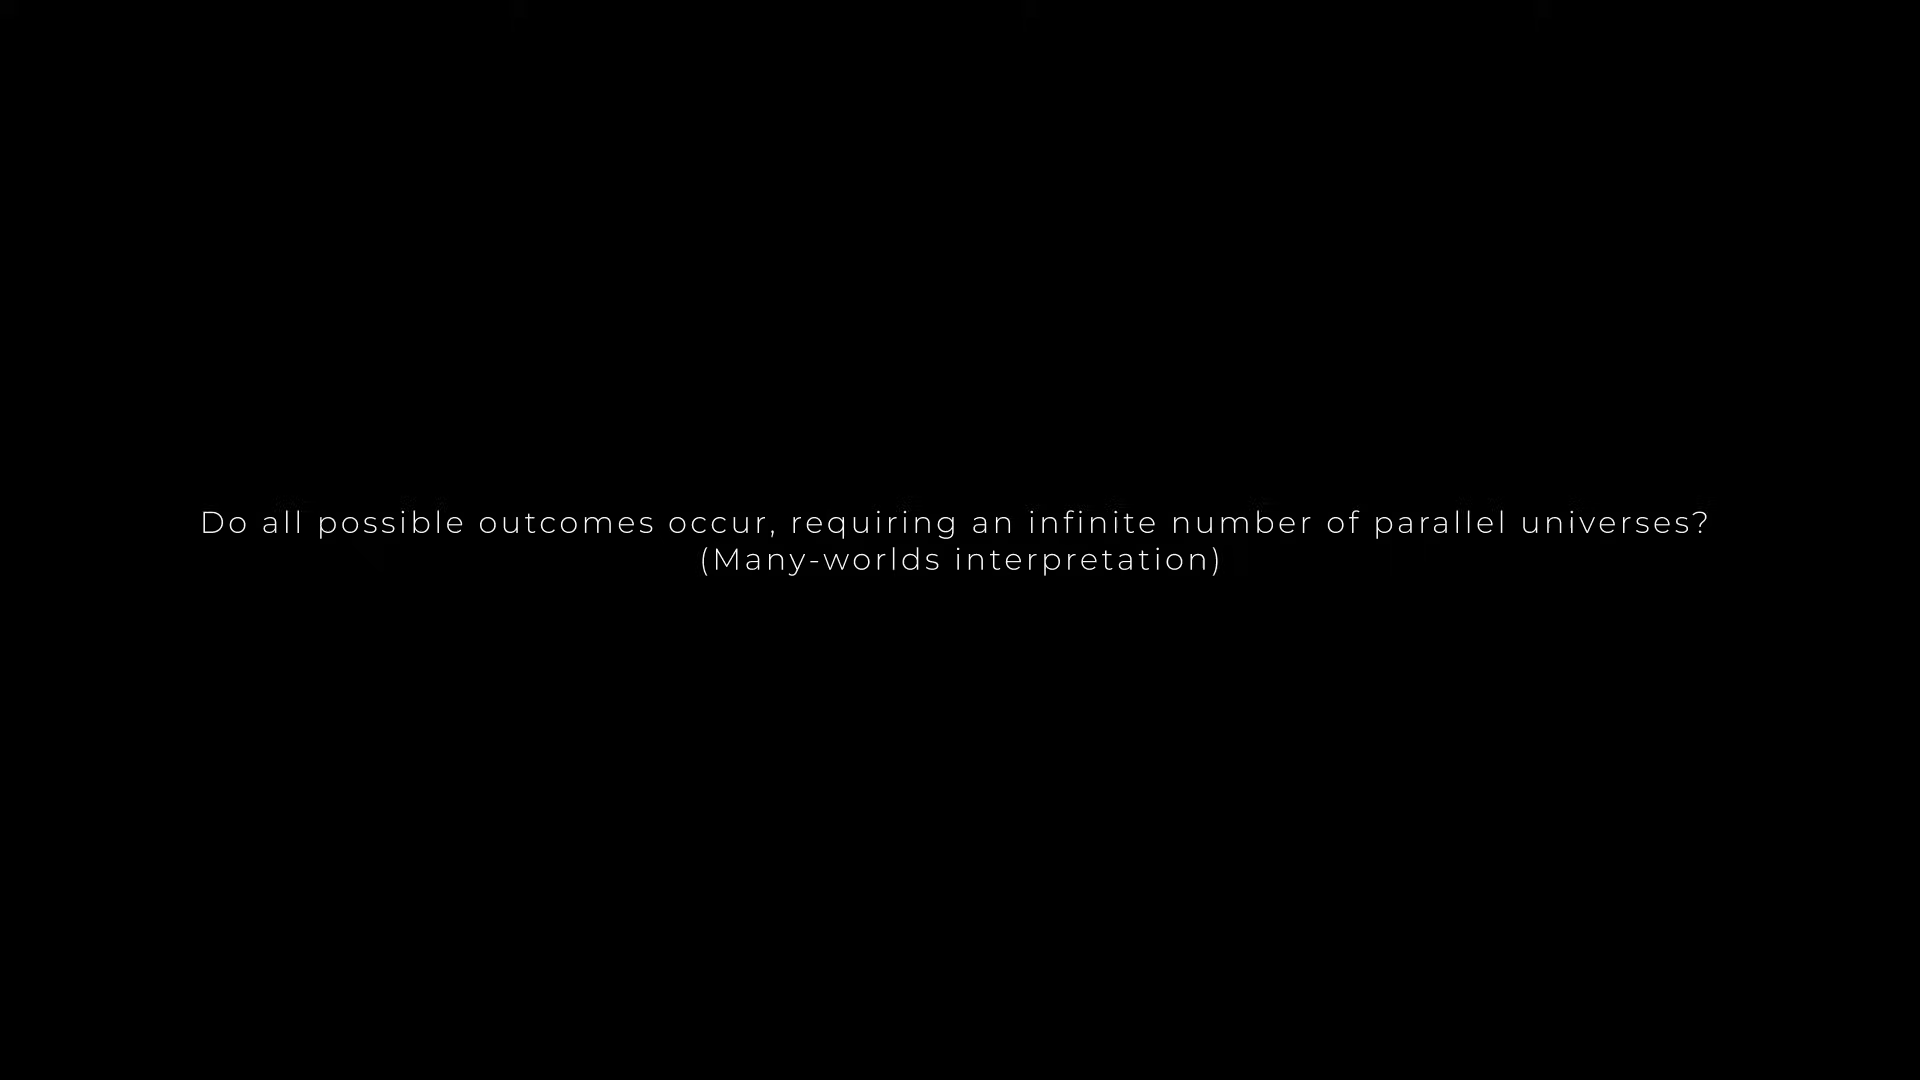 Do all possible outcomes occur, requiring an infinite number of parallel universes?
(Many-worlds interpretation)